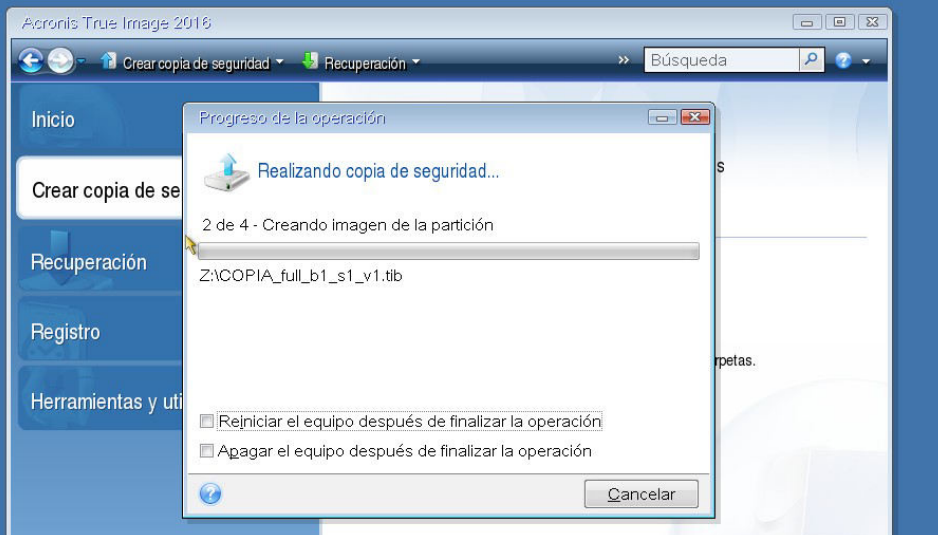 Acronis True Image 2016
Crear copia de seguridad
Recuperación
»
Búsqueda
Inicio
Crear copia de se
Recuperación
Registro
Herramientas y uti
Progreso de la operación
Realizando copia de seguridad...
2 de 4 - Creando imagen de la partición
Z:\COPIA_full_b1_s1_v1.tib
Reiniciar el equipo después de finalizar la operación
Apagar el equipo después de finalizar la operación
Cancelar
s
rpetas.